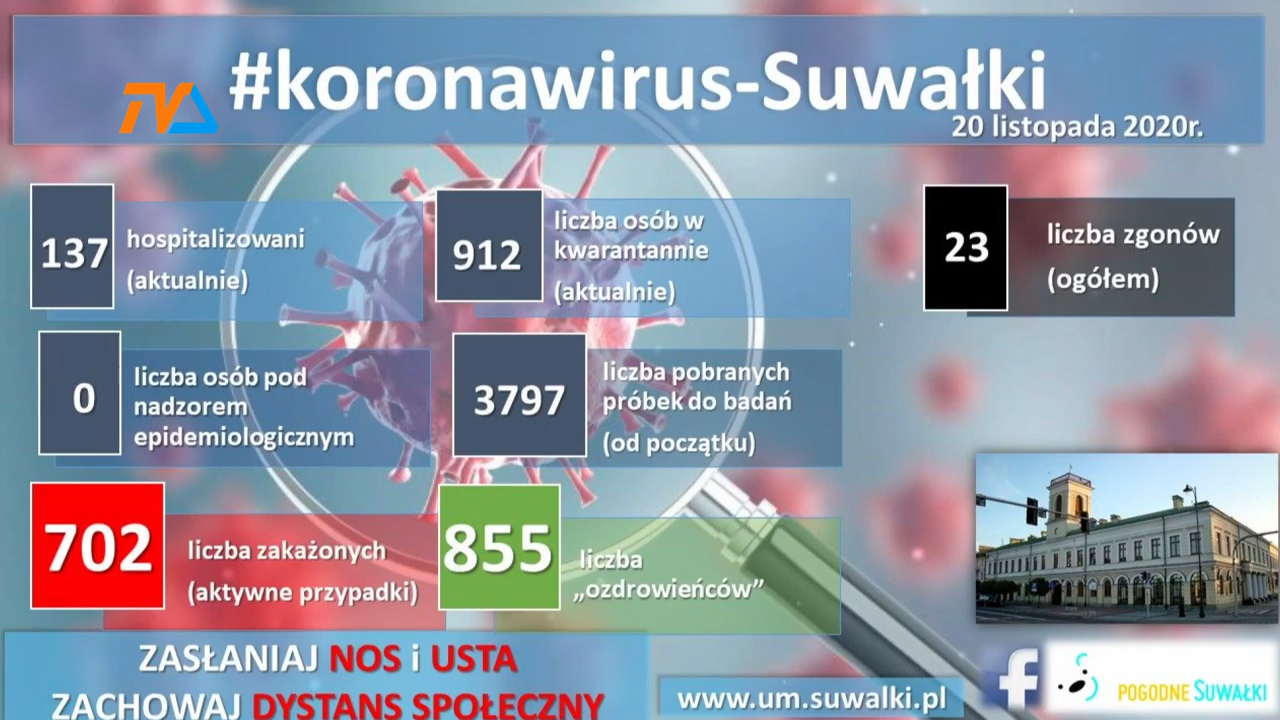 TVA
#koronawirus-Suwałki
20 listopada 2020r.
137
hospitalizowani
(aktualnie)
912
liczba osób w
kwarantannie
(aktualnie)
23
liczba zgonów
(ogółem)
0
liczba osób pod
nadzorem
epidemiologicznym
3797
liczba pobranych
próbek do badań
(od początku)
702
liczba zakażonych
(aktywne przypadki)
855
liczba
„ozdrowieńców”
ZASŁANIAJ NOS i USTA
ZACHOWAJ DYSTANS SPOŁECZNY
www.um.suwalki.pl
f
POGODNE SUWAŁKI